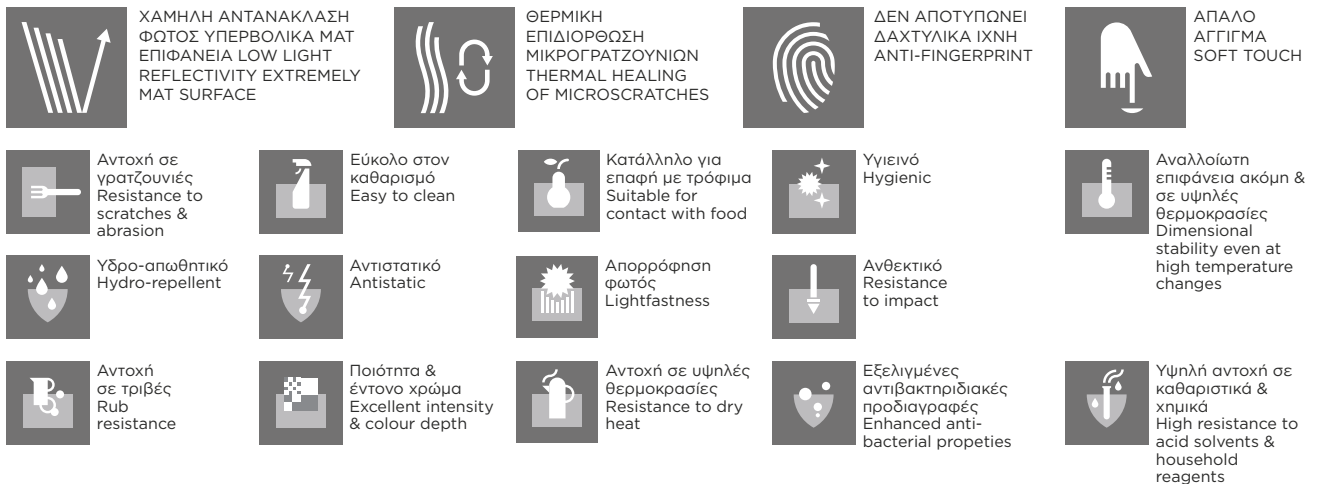 ΧΑΜΗΛΗ ΑΝΤΑΝΑΚΛΑΣΗ
ΦΩΤΟΣ ΥΠΕΡΒΟΛΙΚΑ ΜΑΤ
ΕΠΙΦΑΝΕΙΑ LOW LIGHT
REFLECTIVITY EXTREMELY
MAT SURFACE
ΘΕΡΜΙΚΗ
ΕΠΙΔΙΟΡΘΩΣΗ
ΜΙΚΡΟΓΡΑΤΖΟΥΝΙΩΝ
THERMAL HEALING
OF MICROSCRATCHES
ΔΕΝ ΑΠΟΤΥΠΩΝΕΙ
ΔΑΧΤΥΛΙΚΑ ΙΧΝΗ
ANTI-FINGERPRINT
ΑΠΑΛΟ
ΑΓΓΙΓΜΑ
SOFT TOUCH
Αντοχή σε
γρατζουνιές
Resistance to
scratches &
abrasion
Εύκολο στον
καθαρισμό
Easy to clean
Κατάλληλο για
επαφή με τρόφιμα
Suitable for
contact with food
Υγιεινό
Hygienic
Αναλλοίωτη
επιφάνεια ακόμη &
σε υψηλές
θερμοκρασίες
Dimensional
stability even at
high temperature
changes
Υδρο-απωθητικό
Hydro-repellent
Αντιστατικό
Antistatic
Απορρόφηση
φωτός
Lightfastness
Ανθεκτικό
Resistance
to impact
Αντοχή
σε τριβές
Rub
resistance
Ποιότητα &
έντονο χρώμα
Excellent intensity
& colour depth
Αντοχή σε υψηλές
θερμοκρασίες
Resistance to dry
heat
Εξελιγμένες
αντιβακτηριδιακές
προδιαγραφές
Enhanced anti-
bacterial propeties
Υψηλή αντοχή σε
καθαριστικά &
χημικά
High resistance to
acid solvents &
household
reagents